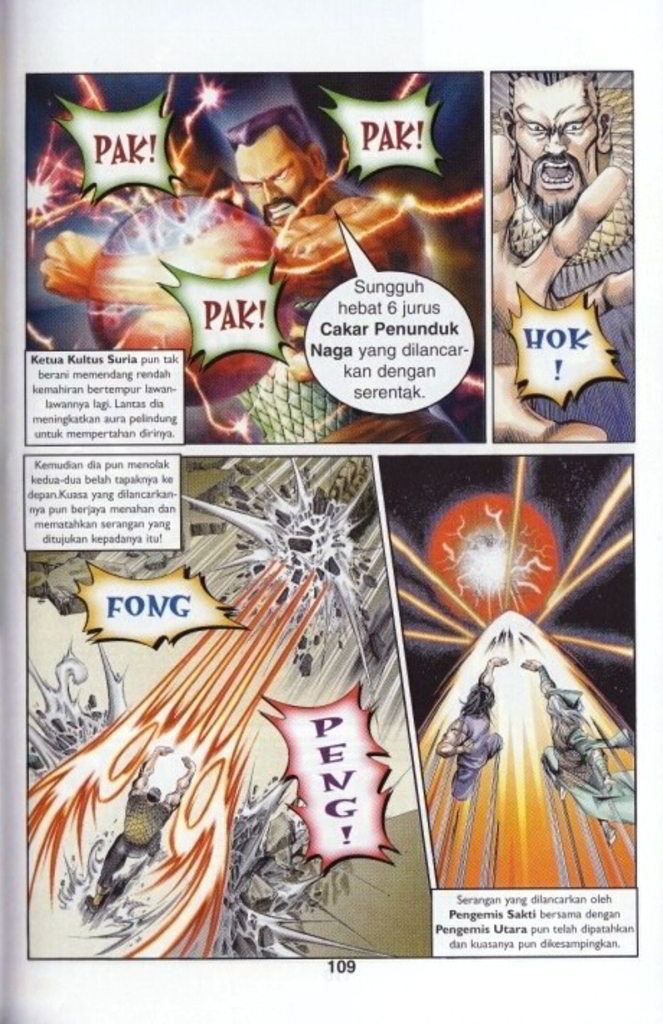 PAK!
PAK!
PAK!
Sungguh
hebat 6 jurus
Cakar Penunduk
Naga yang dilancar-
kan dengan
serentak.
Ketua Kultus Suria pun tak
berani memendang rendah
kemahiran bertempur lawan-
lawannya lagi. Lantas dia
meningkatkan aura pelindung
untuk mempertahan dirinya.
HOK
!
Kemudian dia pun menolak
kedua-dua belah tapaknya ke
depan.Kuasa yang dilancarkan-
nya pun berjaya menahan dan
mematahkan serangan yang
ditujukan kepadanya itu!
FONG
PENG!
Serangan yang dilancarkan oleh
Pengemis Sakti bersama dengan
Pengemis Utara pun telah dipatahkan
dan kuasanya pun dikesampingkan.
109